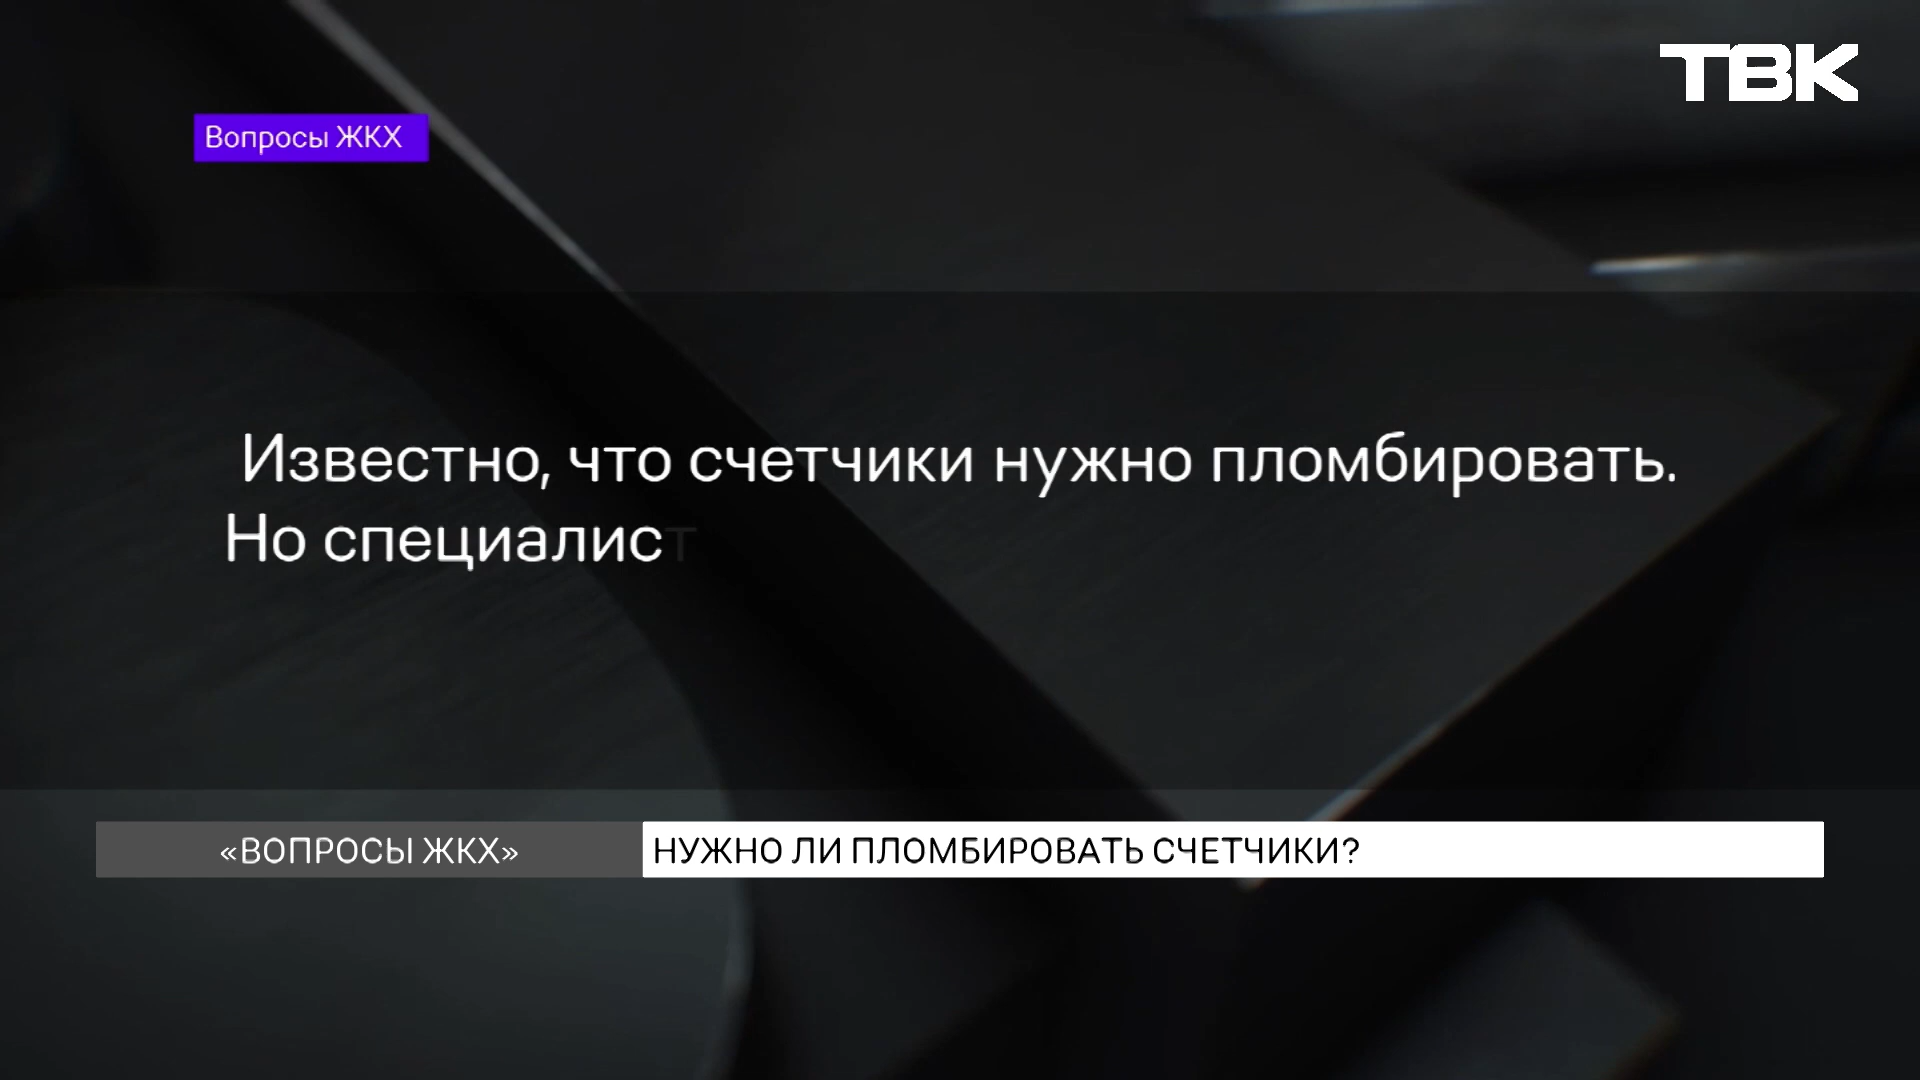 ТВК
Вопросы ЖКХ
Известно, что счетчики нужно пломбировать.
Но специалист
«ВОПРОСЫ ЖКХ»
НУЖНО ЛИ ПЛОМБИРОВАТЬ СЧЕТЧИКИ?